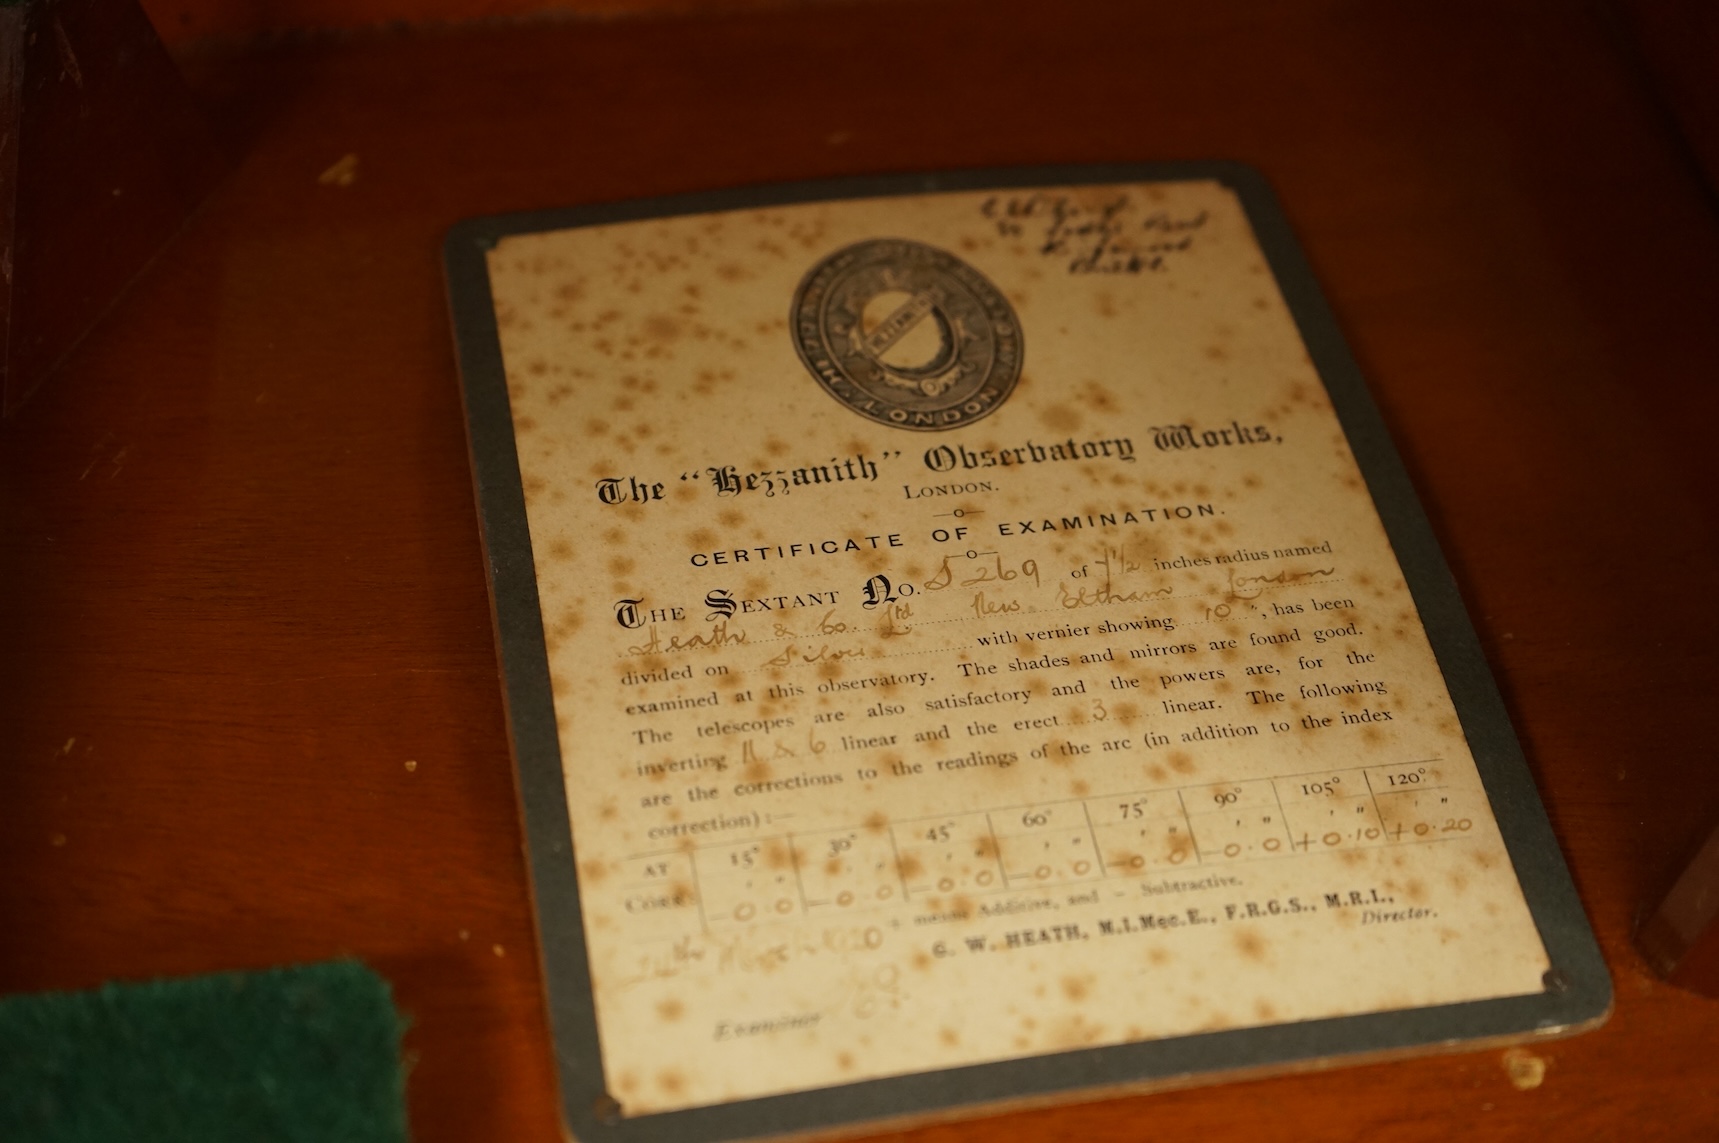 LONDON
The "Hezzanith" Observatory Works,
LONDON.
CERTIFICATE OF EXAMINATION.
THE SEXTANT No. S269 of 7½ inches radius named
Heath & Co. Ltd New Eltham London
divided on Silver with vernier showing 10 ", has been
examined at this observatory. The shades and mirrors are found good.
The telescopes are also satisfactory and the powers are, for the
inverting 11 & 6 linear and the erect 3 linear. The following
are the corrections to the readings of the arc (in addition to the index
correction):—
AT 15° 30° 45° 60° 75° 90° 105° 120°
CORR: —0.0 —0.0 —0.0 —0.0 —0.0 —0.0 +0.10 +0.20
+ means Additive, and - Subtractive.
G. W. HEATH, M.I.Mec.E., F.R.G.S., M.R.I.,
Director.
Examiner